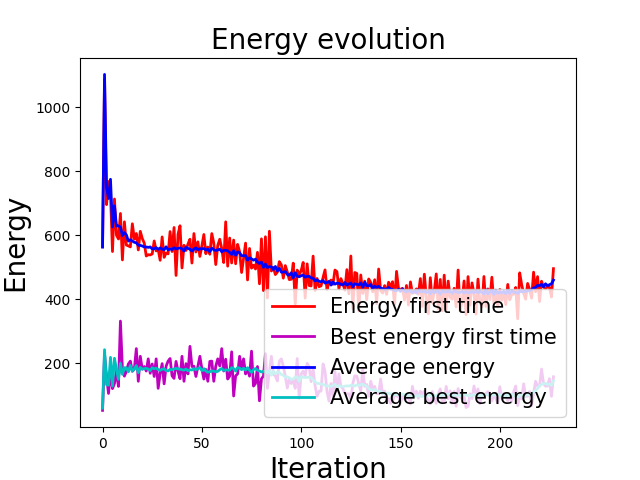 Energy evolution
Energy
1000
800
600
400
200
0
50
100
150
200
Iteration
Energy first time
Best energy first time
Average energy
Average best energy